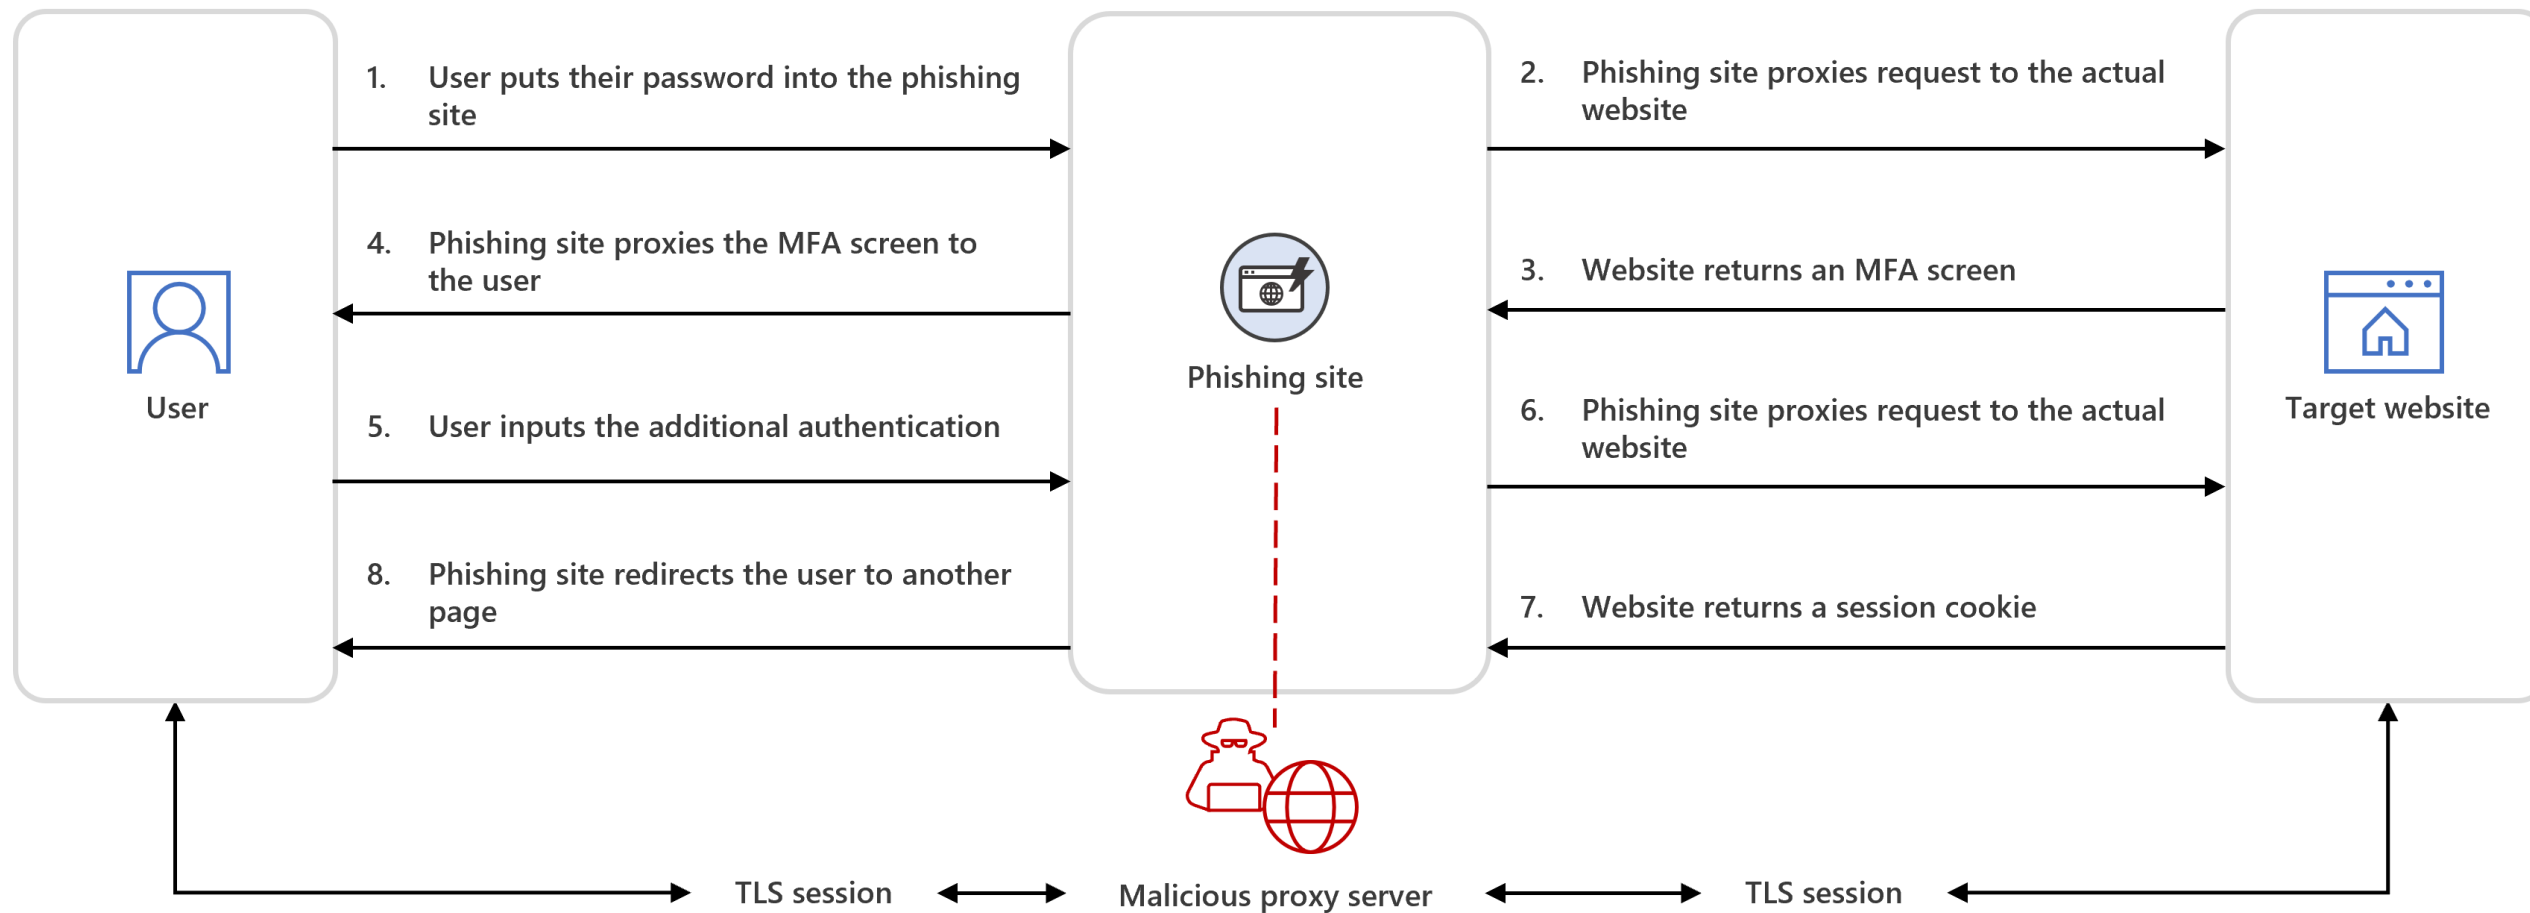 1. User puts their password into the phishing
site
2. Phishing site proxies request to the actual
website
4. Phishing site proxies the MFA screen to
the user
3. Website returns an MFA screen
Phishing site
User
Target website
5. User inputs the additional authentication
6. Phishing site proxies request to the actual
website
8. Phishing site redirects the user to another
page
7. Website returns a session cookie
TLS session
Malicious proxy server
TLS session